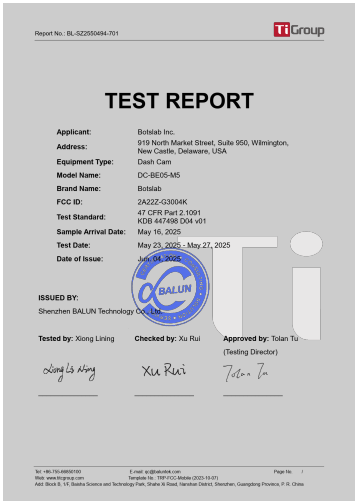 Report No.: BL-SZ2550494-701
TiGroup
TEST REPORT
Applicant: Botslab Inc.
Address: 919 North Market Street, Suite 950, Wilmington,
New Castle, Delaware, USA
Equipment Type: Dash Cam
Model Name: DC-BE05-M5
Brand Name: Botslab
FCC ID: 2A22Z-G3004K
Test Standard: 47 CFR Part 2.1091
KDB 447498 D04 v01
Sample Arrival Date: May 16, 2025
Test Date: May 23, 2025 - May 27, 2025
Date of Issue: Jun. 04, 2025
Ti
BALUN
ISSUED BY:
Shenzhen BALUN Technology Co., Ltd.
Tested by: Xiong Lining Checked by: Xu Rui Approved by: Tolan Tu
(Testing Director)
Xiong Lining Xu Rui Tolan Tu
Tel: +86-755-66850100 E-mail: qc@baluntek.com Page No. /
Web: www.titcgroup.com Template No.: TRP-FCC-Mobile (2023-10-07)
Add: Block B, 1/F, Baisha Science and Technology Park, Shahe Xi Road, Nanshan District, Shenzhen, Guangdong Province, P. R. China